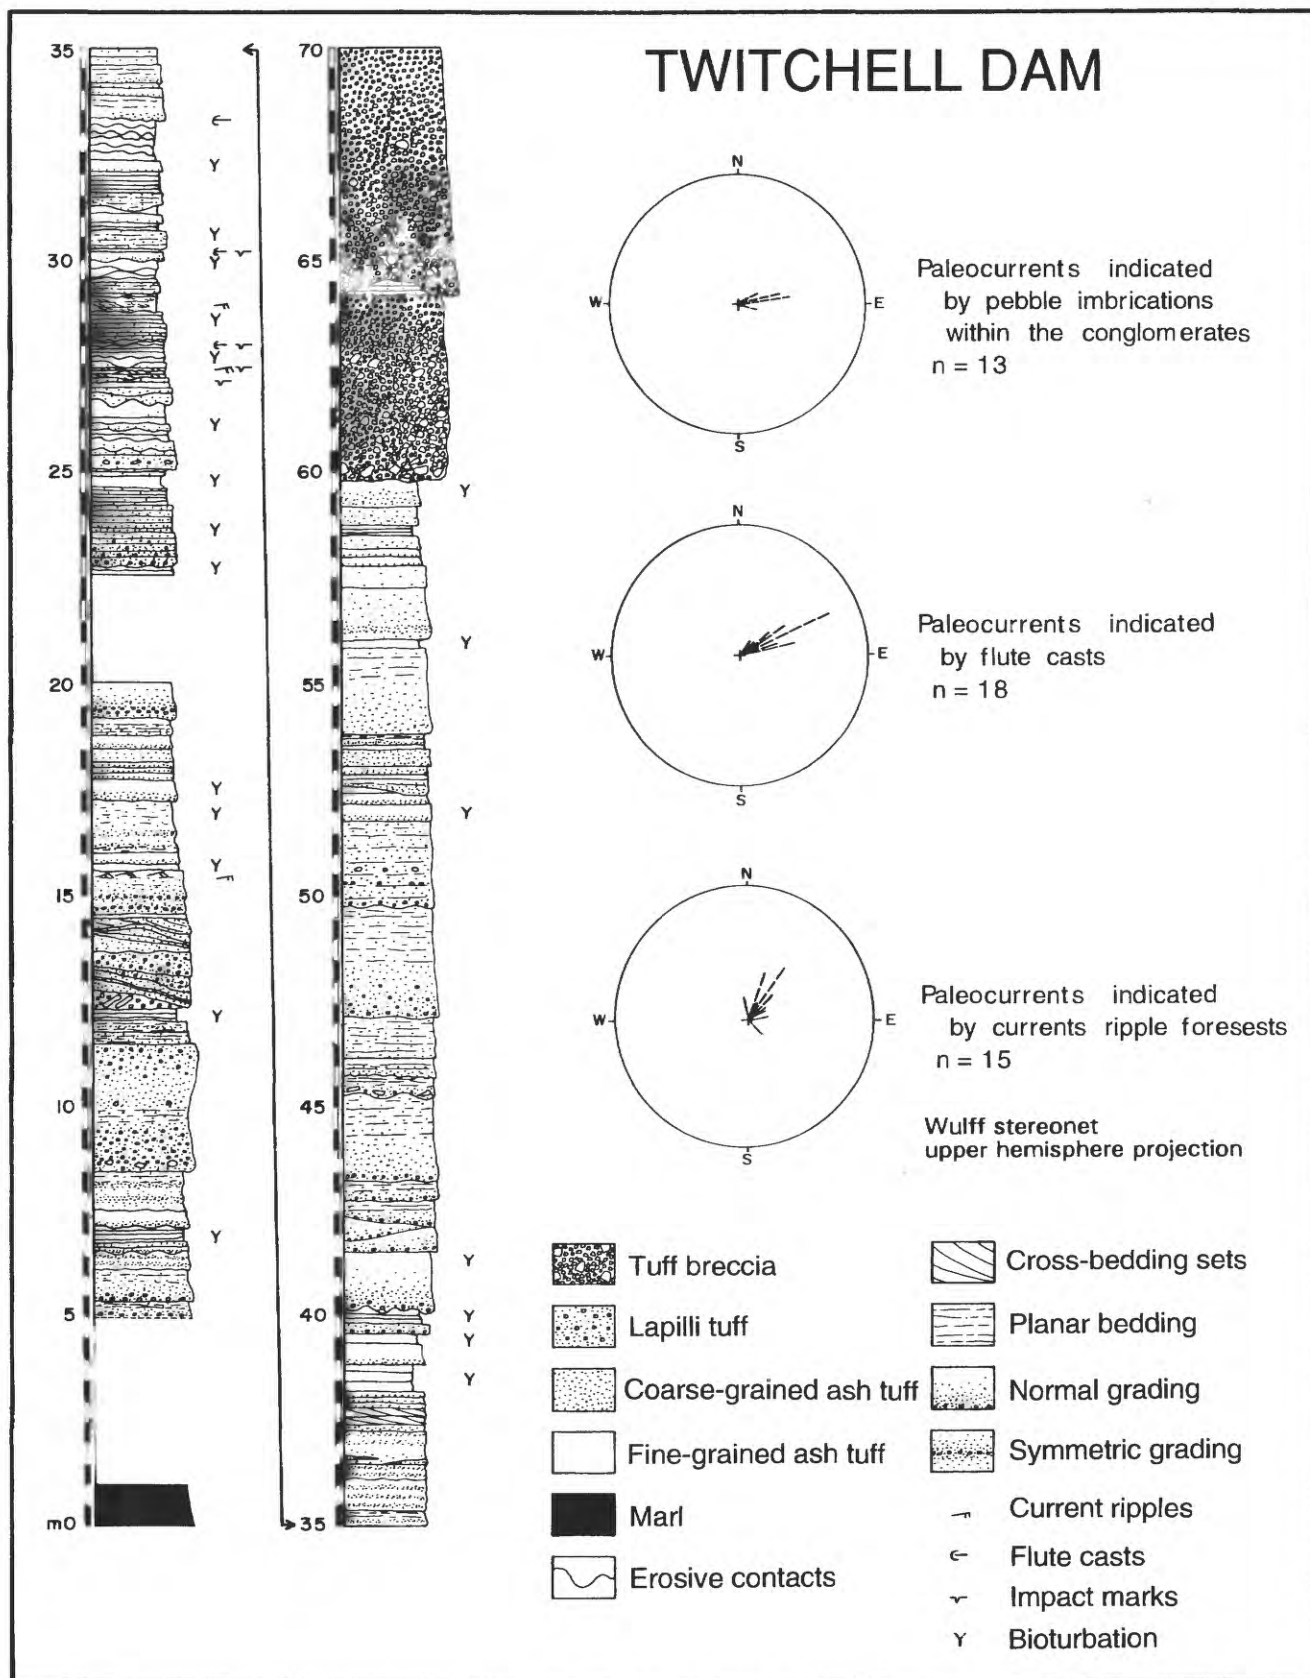 TWITCHELL DAM
35
30
25
20
15
10
5
m0
70
65
60
55
50
45
40
35
N
W
E
S
Paleocurrents indicated
by pebble imbrications
within the conglomerates
n = 13
N
W
E
S
Paleocurrents indicated
by flute casts
n = 18
N
W
E
S
Paleocurrents indicated
by currents ripple foresests
n = 15
Wulff stereonet
upper hemisphere projection
Tuff breccia
Lapilli tuff
Coarse-grained ash tuff
Fine-grained ash tuff
Marl
Erosive contacts
Cross-bedding sets
Planar bedding
Normal grading
Symmetric grading
Current ripples
Flute casts
Impact marks
Bioturbation